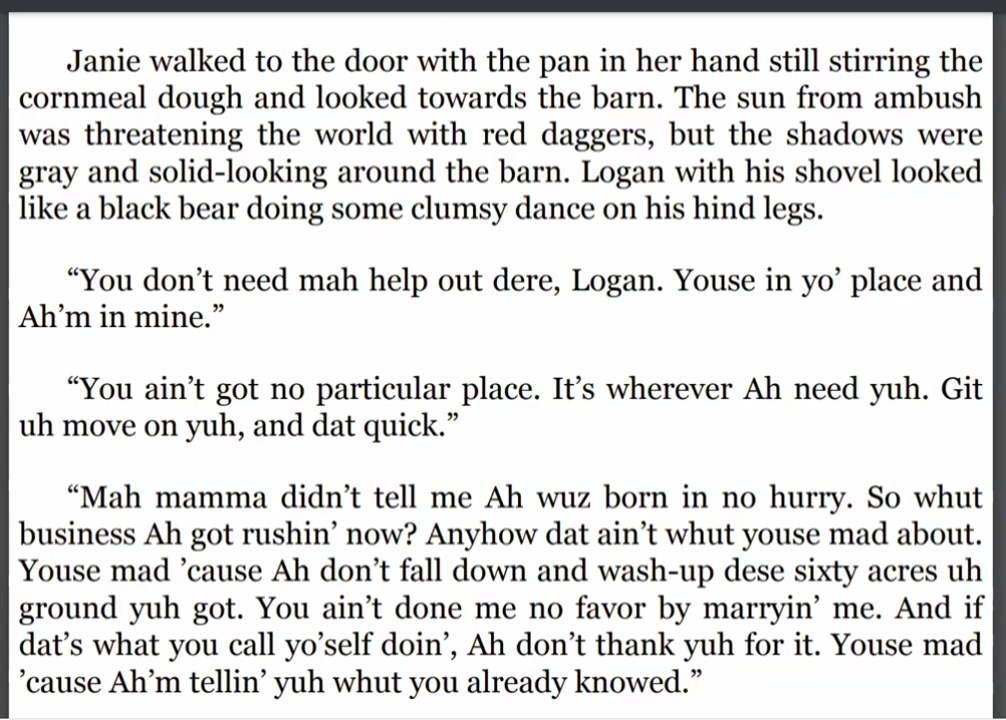 Janie walked to the door with the pan in her hand still stirring the
cornmeal dough and looked towards the barn. The sun from ambush
was threatening the world with red daggers, but the shadows were
gray and solid-looking around the barn. Logan with his shovel looked
like a black bear doing some clumsy dance on his hind legs.
“You don’t need mah help out dere, Logan. Youse in yo’ place and
Ah’m in mine.”
“You ain’t got no particular place. It’s wherever Ah need yuh. Git
uh move on yuh, and dat quick.”
“Mah mamma didn’t tell me Ah wuz born in no hurry. So whut
business Ah got rushin’ now? Anyhow dat ain’t whut youse mad about.
Youse mad ’cause Ah don’t fall down and wash-up dese sixty acres uh
ground yuh got. You ain’t done me no favor by marryin’ me. And if
dat’s what you call yo’self doin’, Ah don’t thank yuh for it. Youse mad
’cause Ah’m tellin’ yuh whut you already knowed.”